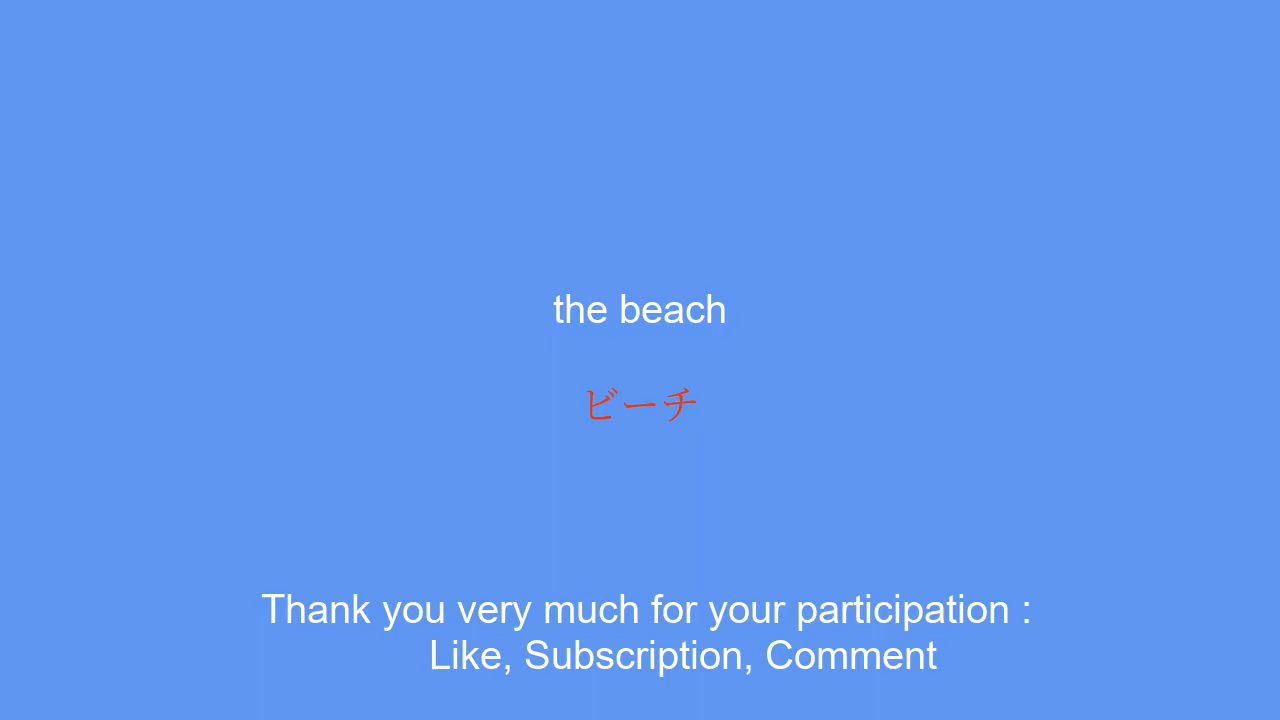 the beach
ビーチ
Thank you very much for your participation :
Like, Subscription, Comment